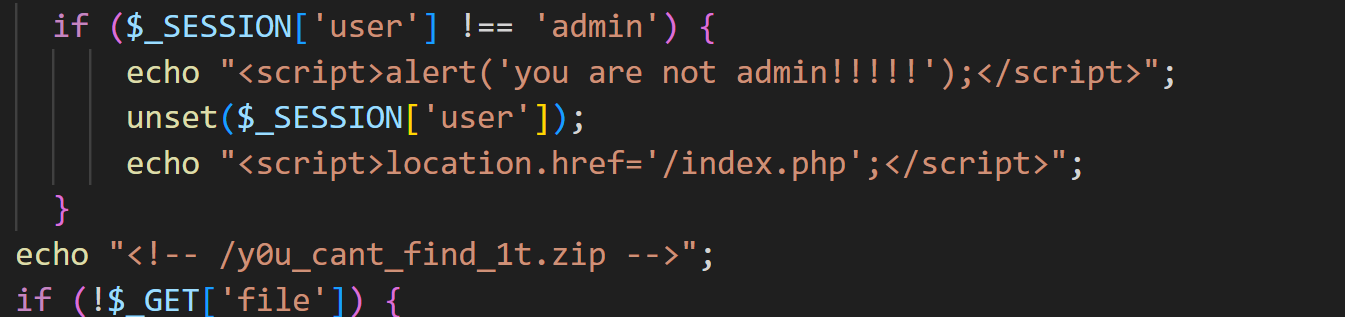 if ($_SESSION['user'] !== 'admin') {
echo "<script>alert('you are not admin!!!!!');</script>";
unset($_SESSION['user']);
echo "<script>location.href='/index.php';</script>";
}
echo "<!-- /y0u_cant_find_1t.zip -->";
if (!$_GET['file']) {